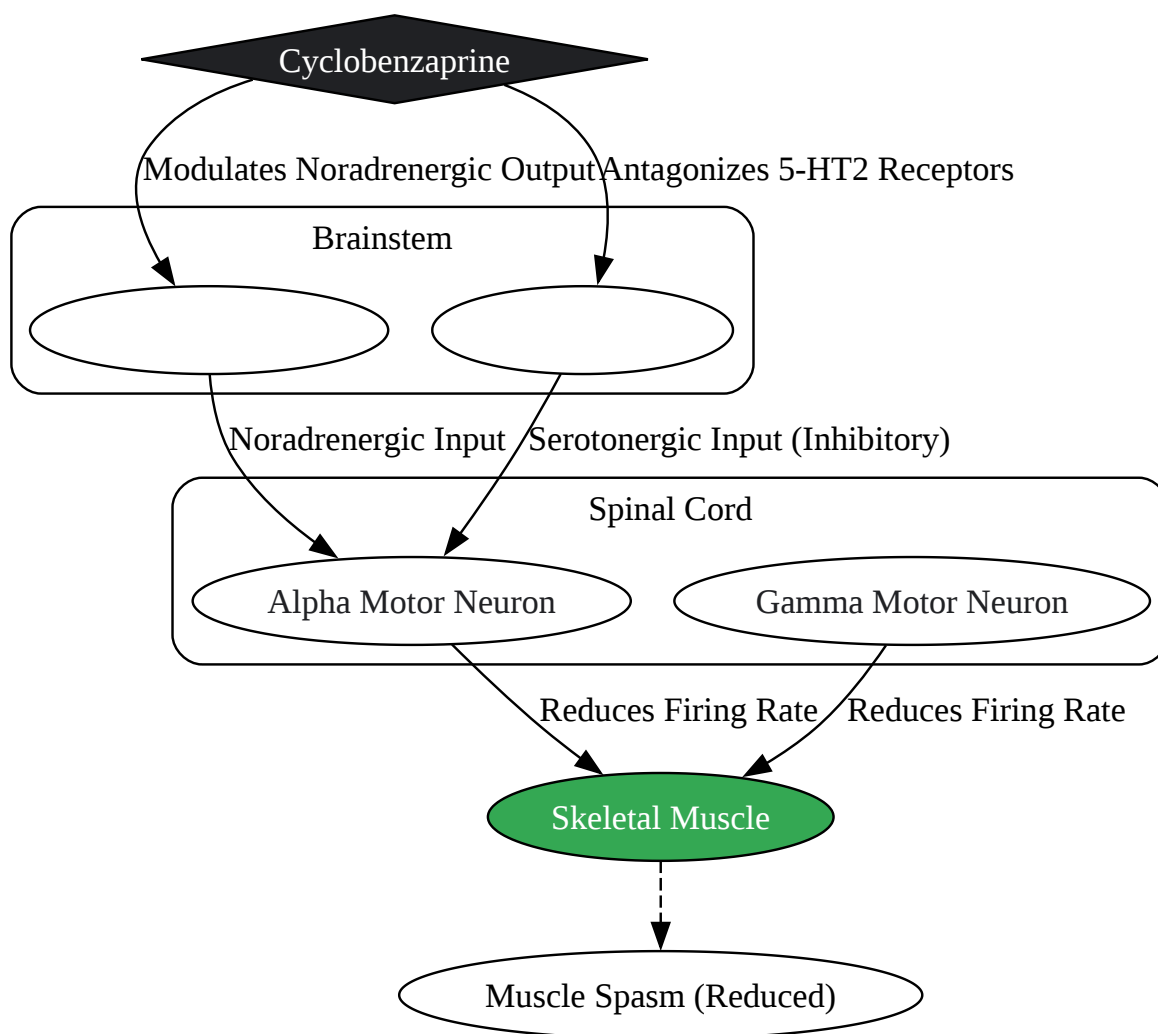 Cyclobenzaprine
Modulates Noradrenergic Output
Antagonizes 5-HT2 Receptors
Brainstem
Noradrenergic Input
Serotonergic Input (Inhibitory)
Spinal Cord
Alpha Motor Neuron
Gamma Motor Neuron
Reduces Firing Rate
Reduces Firing Rate
Skeletal Muscle
Muscle Spasm (Reduced)